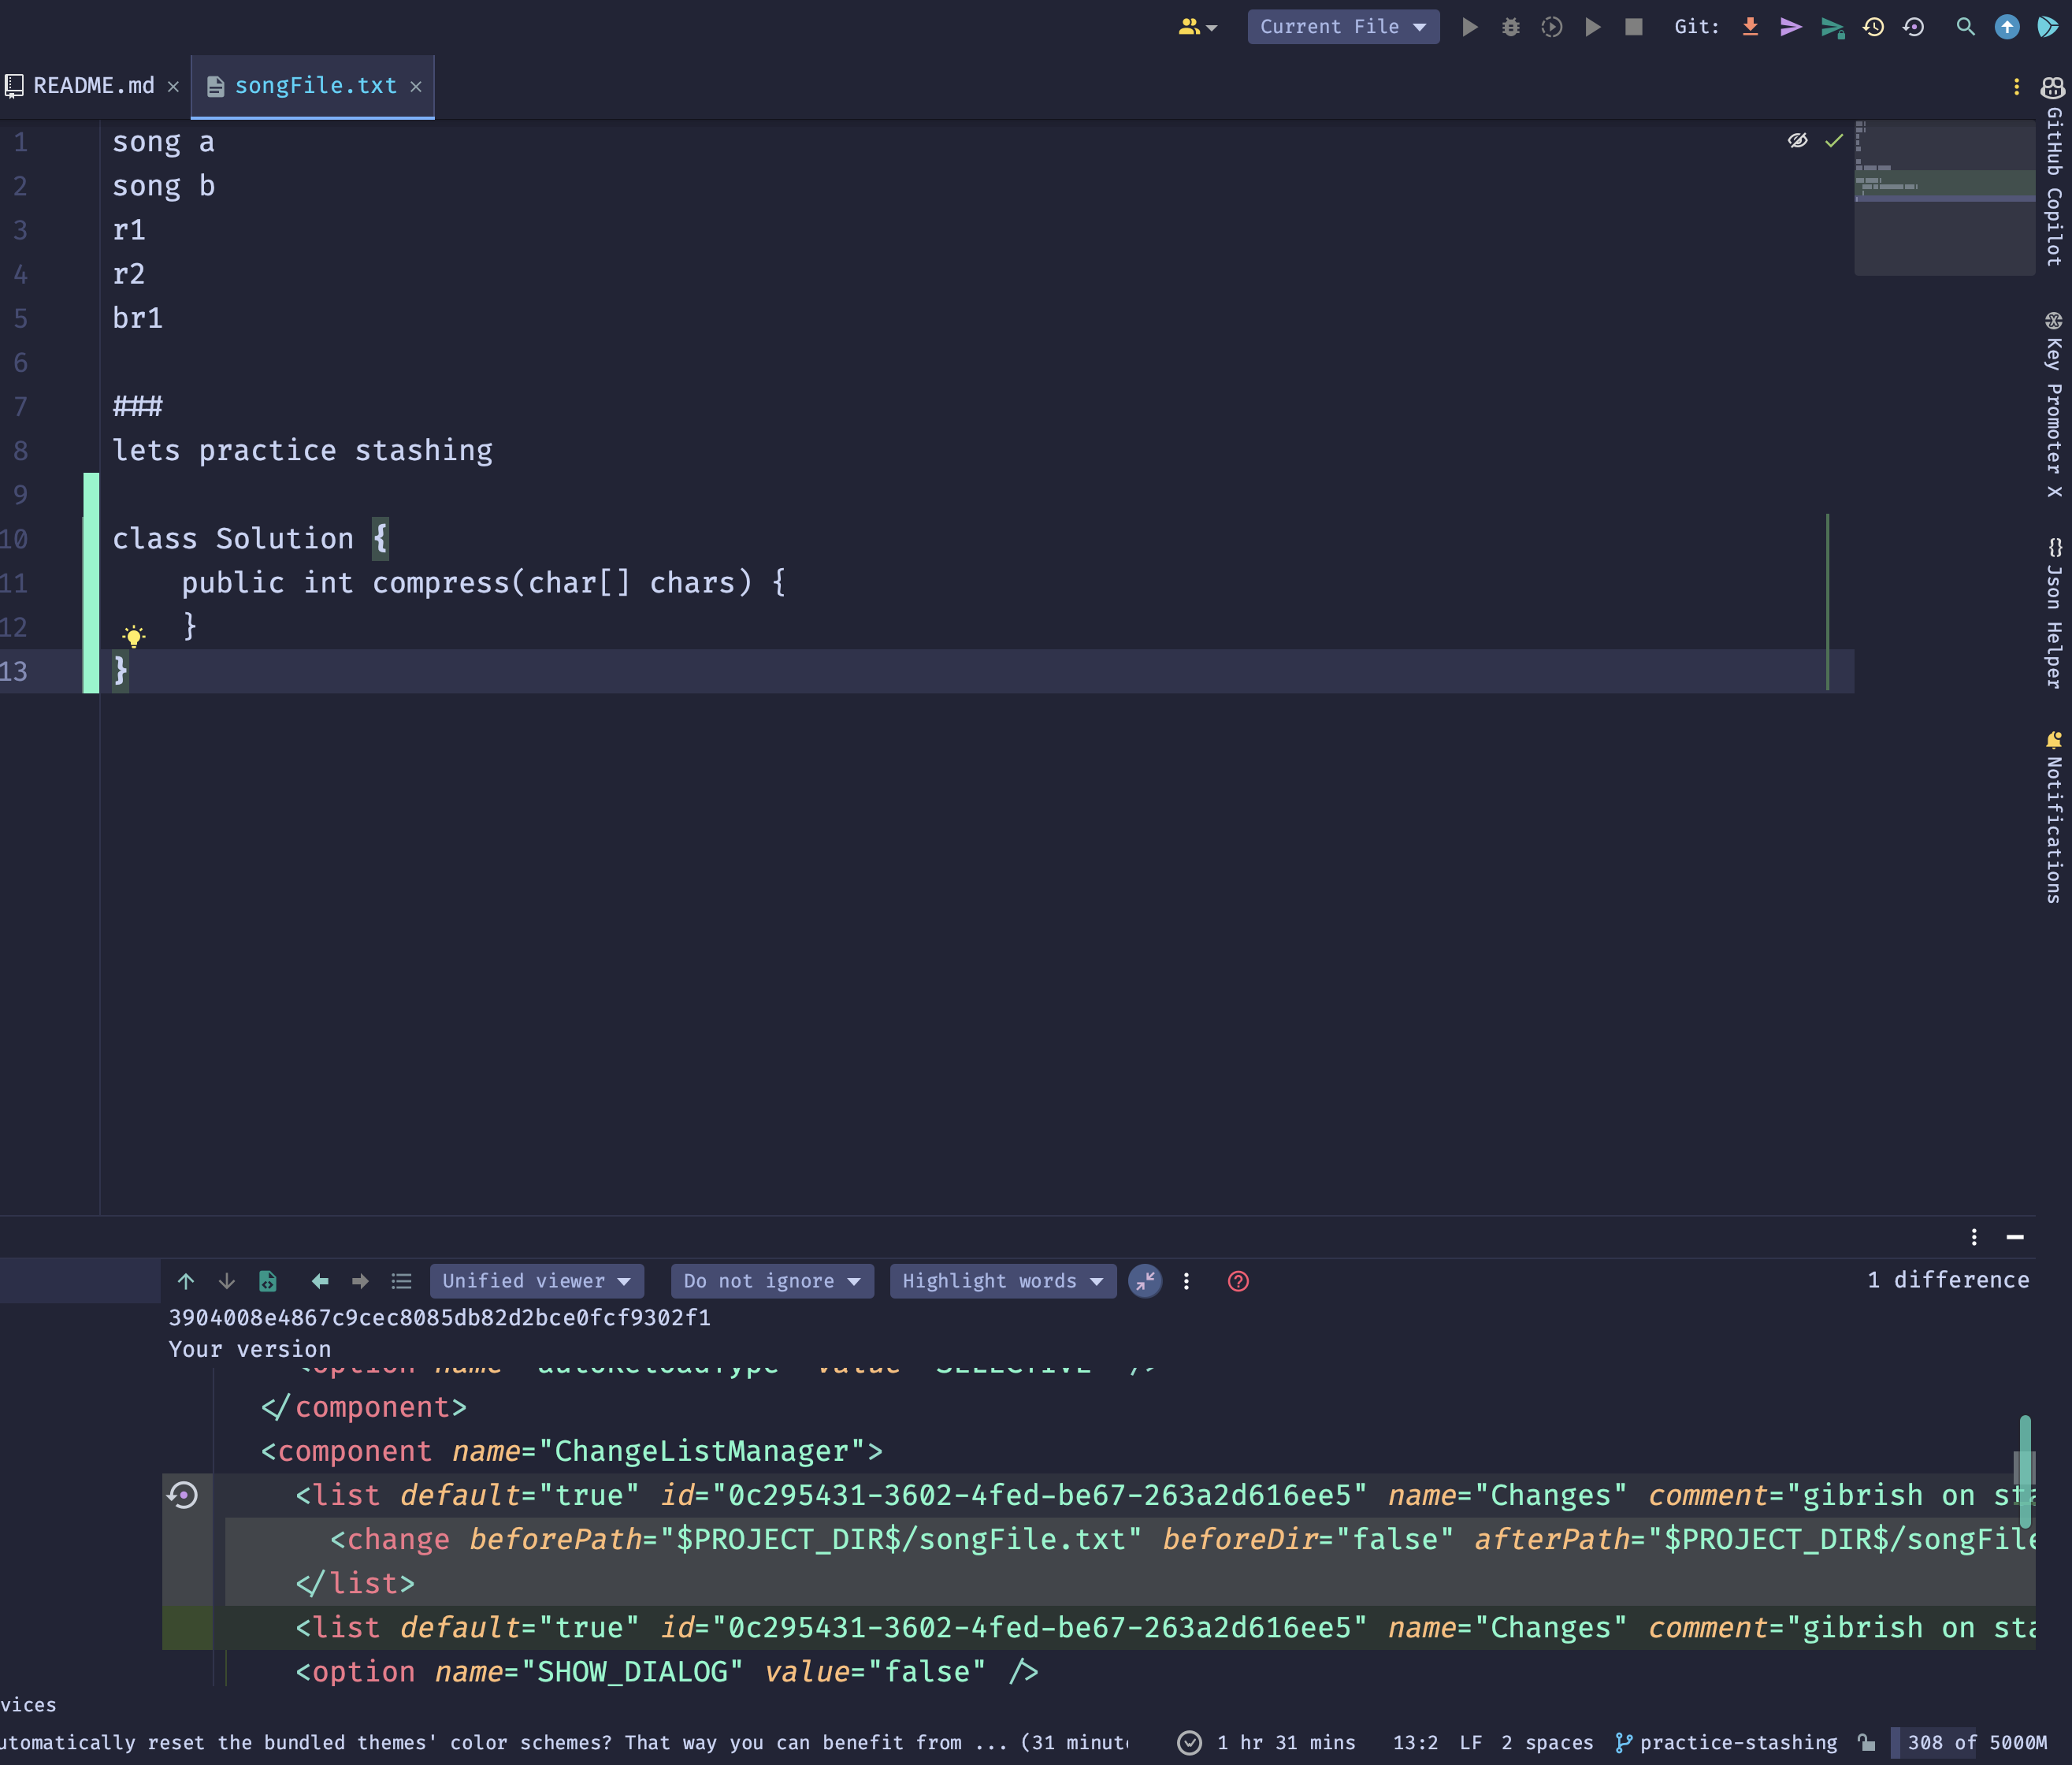 Current File Git:
README.md songFile.txt
1 song a
2 song b
3 r1
4 r2
5 br1
6
7 ###
8 lets practice stashing
9
10 class Solution {
11     public int compress(char[] chars) {
12     }
13 }
GitHub Copilot
Key Promoter X
{} Json Helper
Notifications
Unified viewer Do not ignore Highlight words 1 difference
3904008e4867c9cec8085db82d2bce0fcf9302f1
Your version
<option name="autoReloadType" value="SELECTIVE" />
</component>
<component name="ChangeListManager">
<list default="true" id="0c295431-3602-4fed-be67-263a2d616ee5" name="Changes" comment="gibrish on sta
<change beforePath="$PROJECT_DIR$/songFile.txt" beforeDir="false" afterPath="$PROJECT_DIR$/songFile
</list>
<list default="true" id="0c295431-3602-4fed-be67-263a2d616ee5" name="Changes" comment="gibrish on sta
<option name="SHOW_DIALOG" value="false" />
vices
utomatically reset the bundled themes' color schemes? That way you can benefit from ... (31 minut 1 hr 31 mins 13:2 LF 2 spaces practice-stashing 308 of 5000M